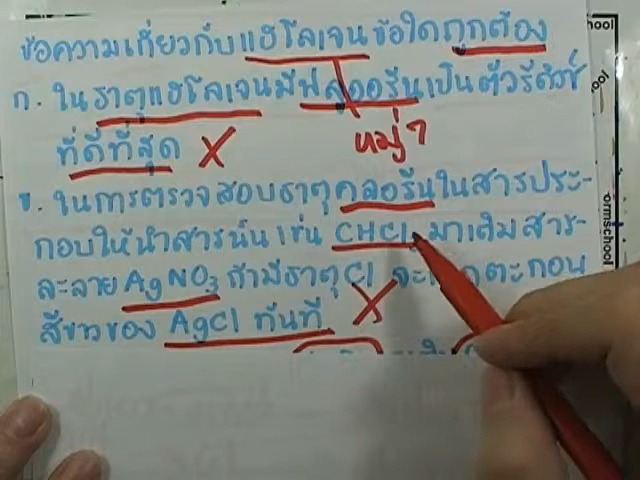 ข้อความเกี่ยวกับแฮโลเจนข้อใดถูกต้อง
ก. ในธาตุแฮโลเจนมีฟลูออรีนเป็นตัวรีดิวซ์
ที่ดีที่สุด X
หมู่ 7
ข. ในการตรวจสอบธาตุคลอรีนในสารประ-
กอบให้นำสารนั้น เช่น CHCl มาเติมสาร-
ละลาย AgNO3 ถ้ามีธาตุ Cl จะ ตะกอน
สีขาวของ AgCl ทันที X
ormschool